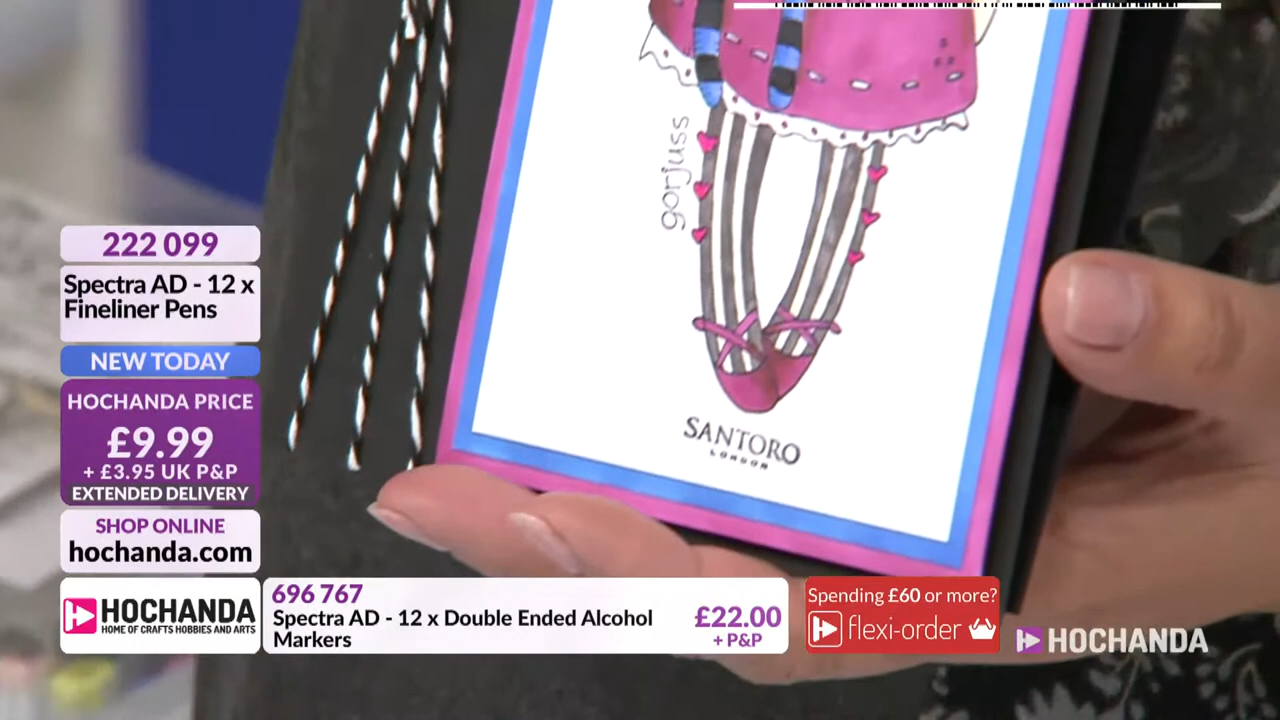 222 099
Spectra AD - 12 x
Fineliner Pens
NEW TODAY
HOCHANDA PRICE
£9.99
+ £3.95 UK P&P
EXTENDED DELIVERY
SHOP ONLINE
hochanda.com
HOCHANDA
HOME OF CRAFTS HOBBIES AND ARTS
696 767
Spectra AD - 12 x Double Ended Alcohol
Markers
£22.00
+ P&P
Spending £60 or more?
flexi-order
HOCHANDA
gorjuss
SANTORO
LONDON